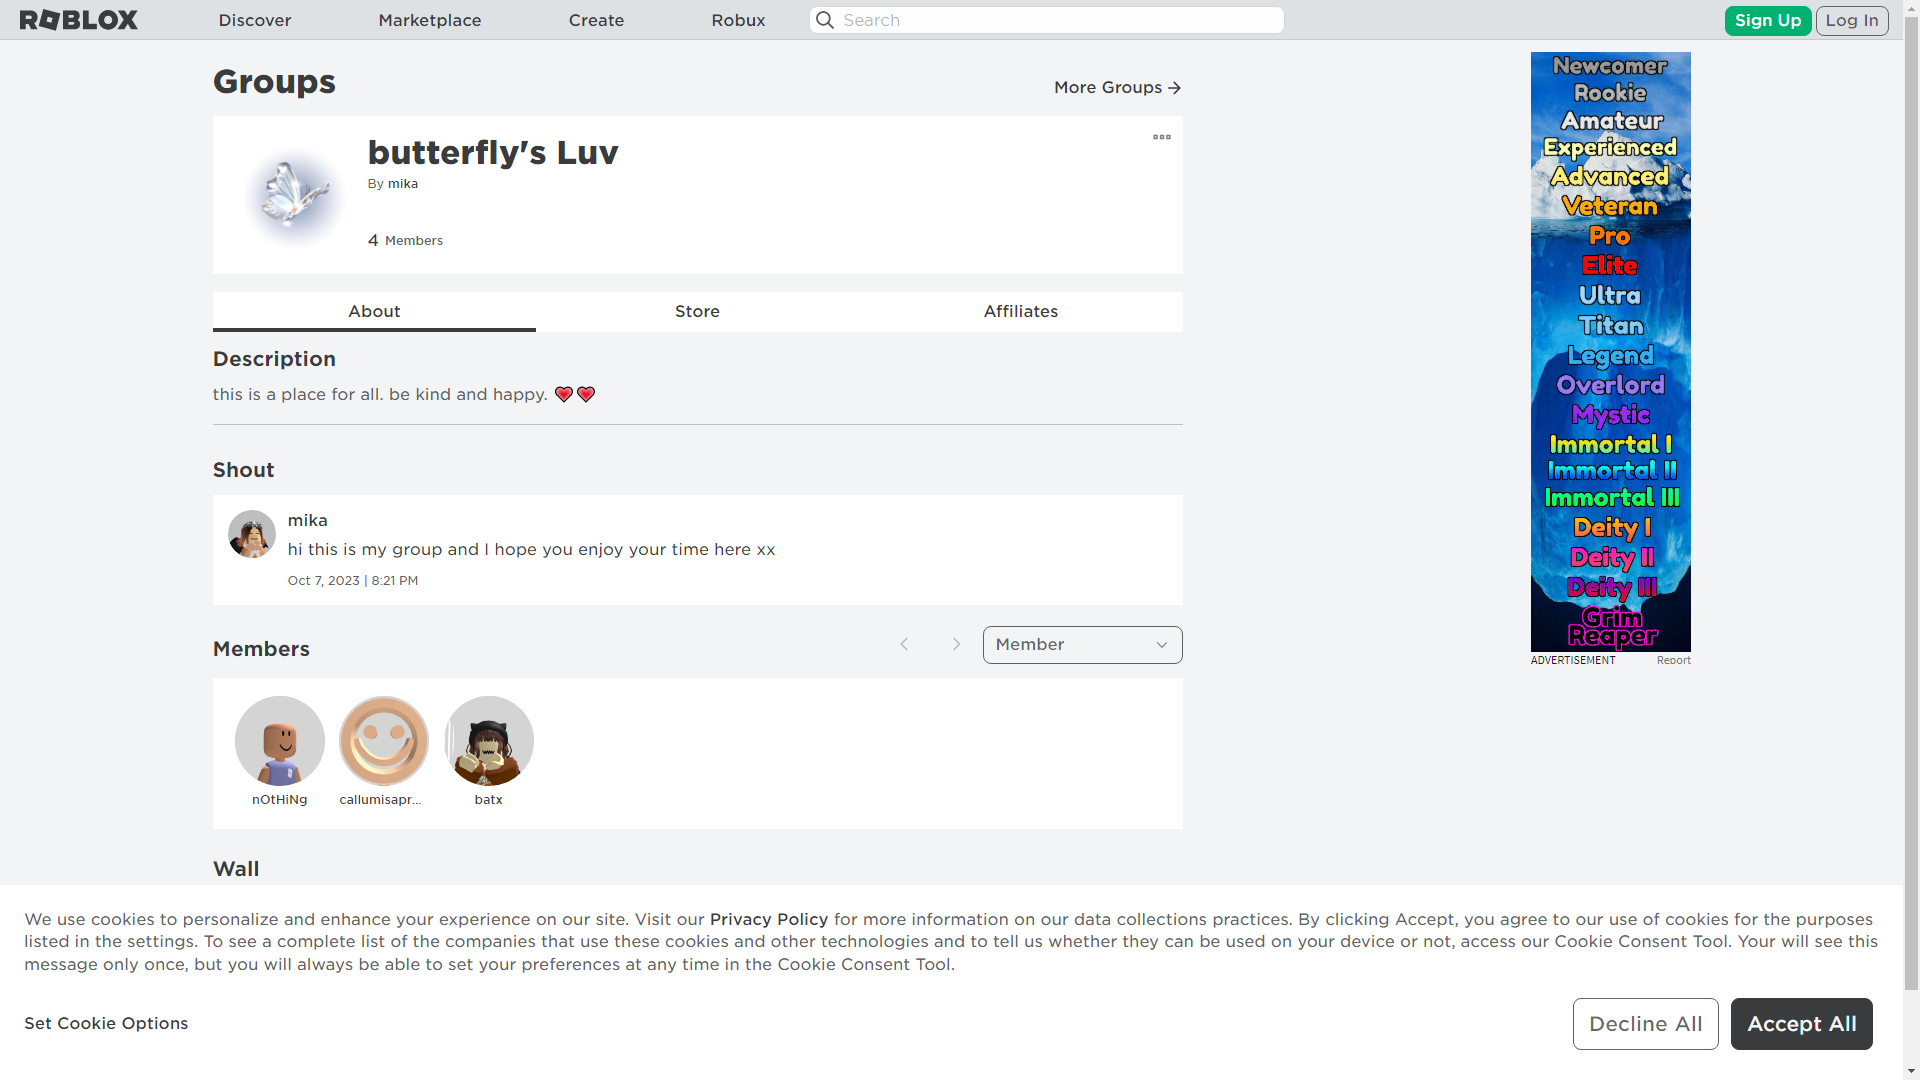 ROBLOX
Discover
Marketplace
Create
Robux
Search
Sign Up
Log In
Groups
More Groups →
butterfly's Luv
By mika
4 Members
About
Store
Affiliates
Description
this is a place for all. be kind and happy. 💗💗
Shout
mika
hi this is my group and I hope you enjoy your time here xx
Oct 7, 2023 | 8:21 PM
Members
Member
nOtHiNg
callumisapr...
batx
Wall
Newcomer
Rookie
Amateur
Experienced
Advanced
Veteran
Pro
Elite
Ultra
Titan
Legend
Overlord
Mystic
Immortal I
Immortal II
Immortal III
Deity I
Deity II
Deity III
Grim
Reaper
ADVERTISEMENT
Report
We use cookies to personalize and enhance your experience on our site. Visit our Privacy Policy for more information on our data collections practices. By clicking Accept, you agree to our use of cookies for the purposes
listed in the settings. To see a complete list of the companies that use these cookies and other technologies and to tell us whether they can be used on your device or not, access our Cookie Consent Tool. Your will see this
message only once, but you will always be able to set your preferences at any time in the Cookie Consent Tool.
Set Cookie Options
Decline All
Accept All